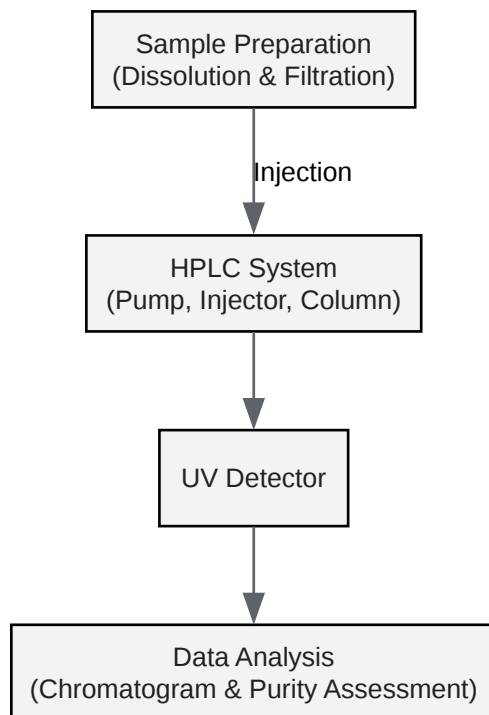 Sample Preparation
(Dissolution & Filtration)
Injection
HPLC System
(Pump, Injector, Column)
UV Detector
Data Analysis
(Chromatogram & Purity Assessment)